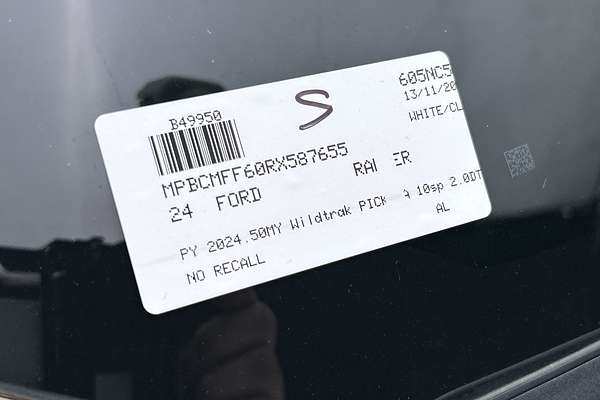 B49950
S
605NC5
13/11/20
WHITE/CL
MPBCMFF60RX587655
24 FORD RAN ER
PY 2024.50MY Wildtrak PICK A 10sp 2.0DT
NO RECALL AL